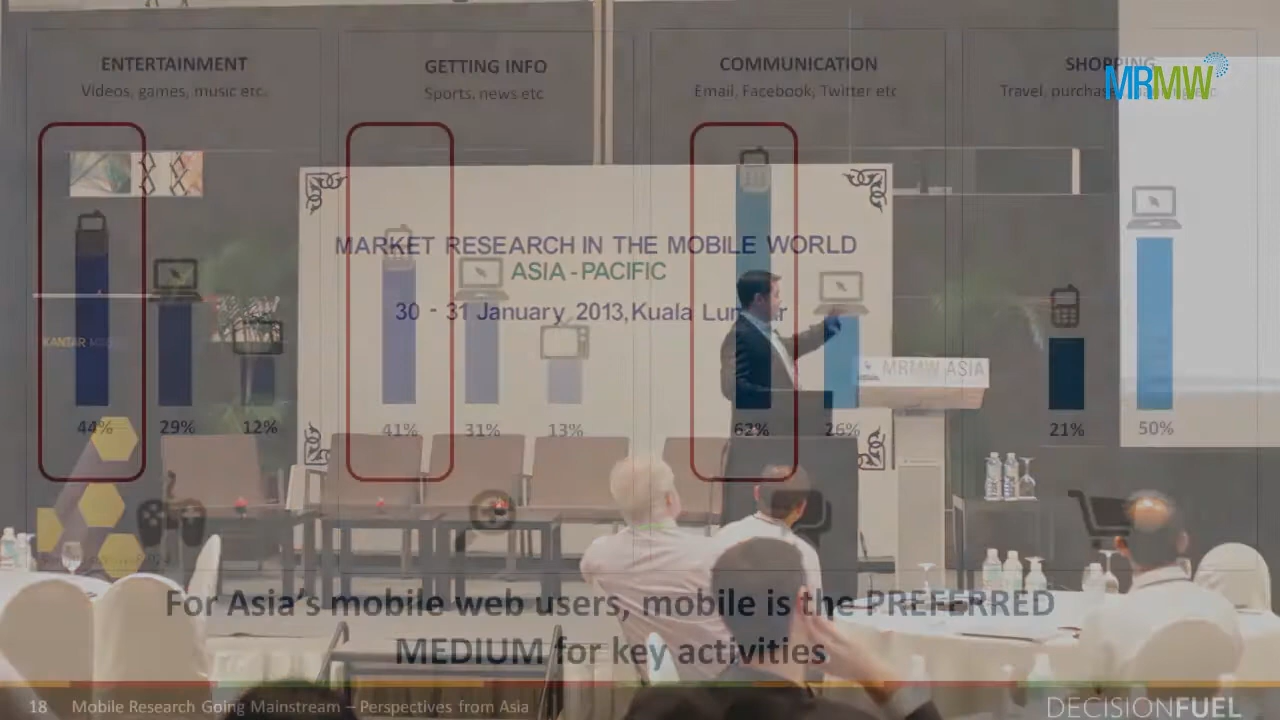 ENTERTAINMENT
Videos, games, music etc.
GETTING INFO
Sports, news etc
COMMUNICATION
Email, Facebook, Twitter etc
SHOPPING
Travel, purchase
MRMW
MARKET RESEARCH IN THE MOBILE WORLD
ASIA - PACIFIC
30 - 31 January 2013, Kuala Lumpur
KANTAR
MRMW ASIA
44%
29%
12%
41%
31%
13%
62%
26%
21%
50%
For Asia's mobile web users, mobile is the PREFERRED
MEDIUM for key activities
18 Mobile Research Going Mainstream – Perspectives from Asia
DECISIONFUEL